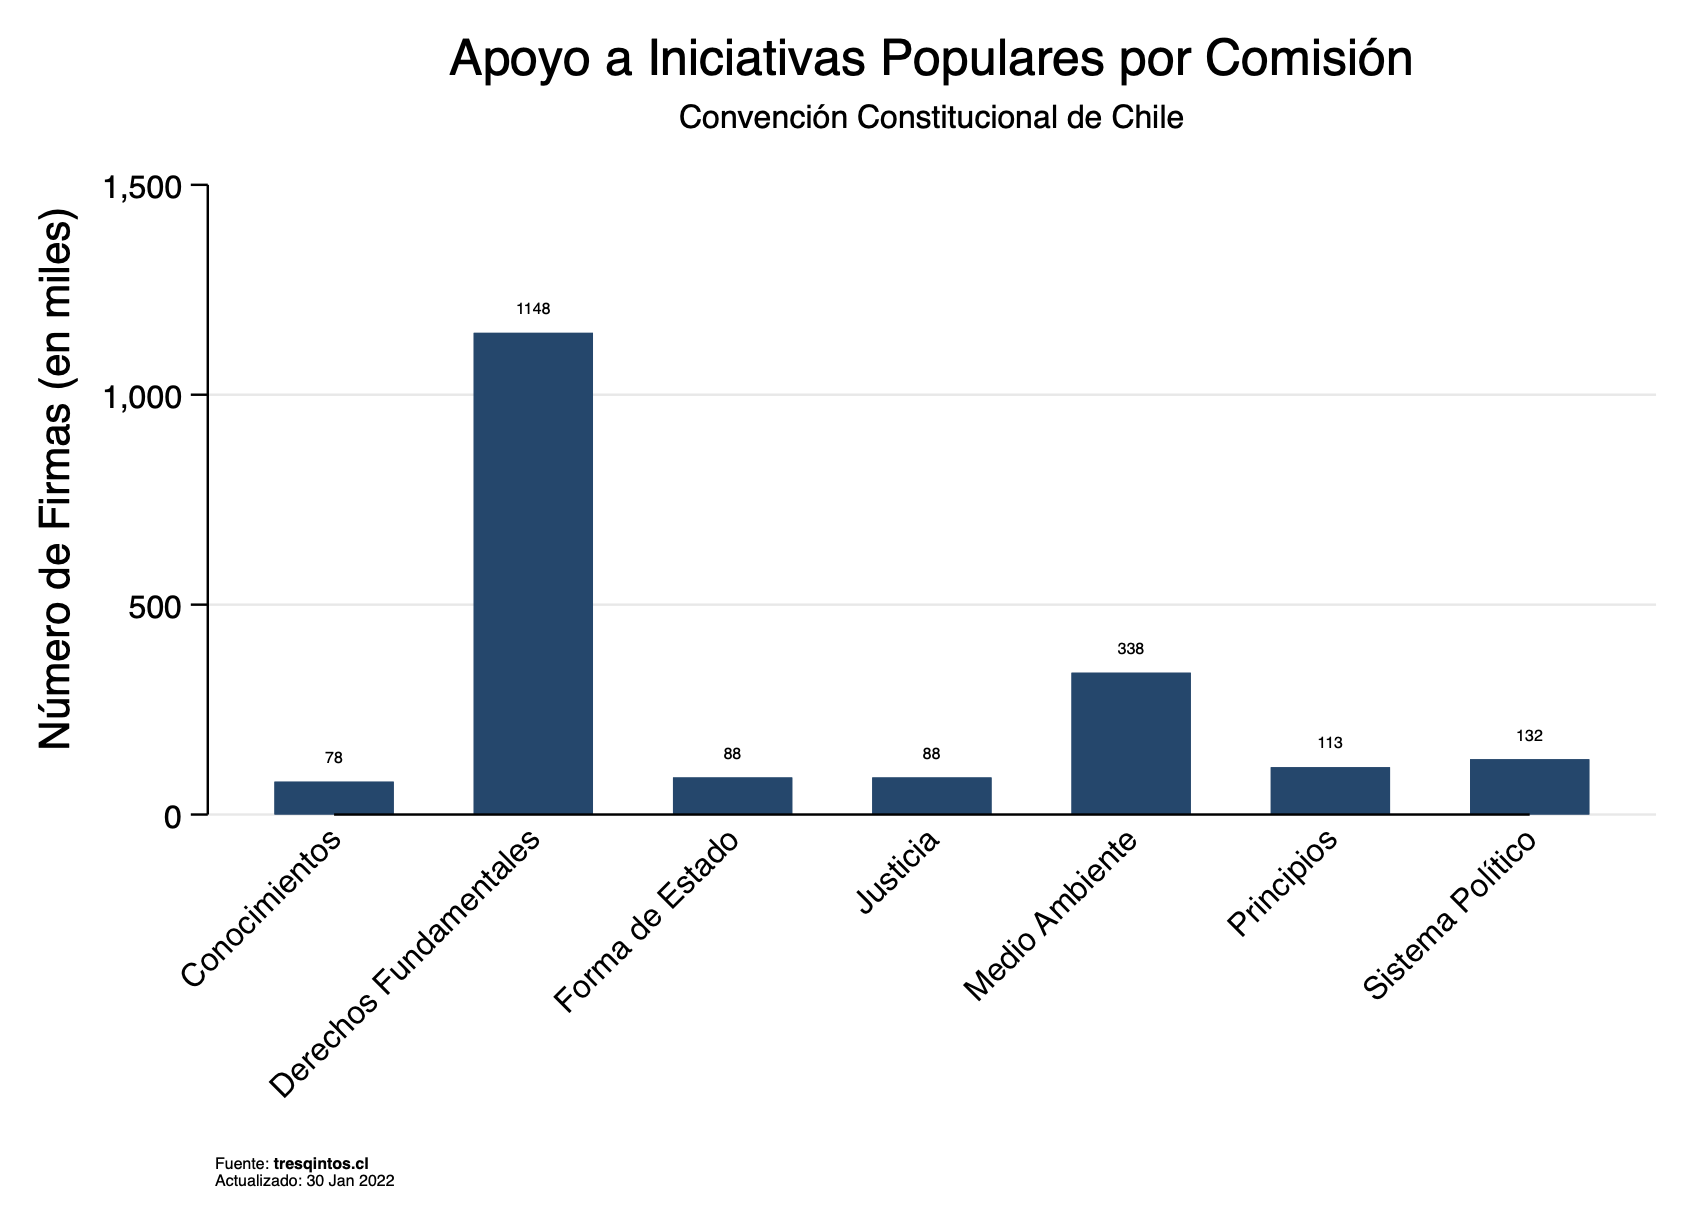 Apoyo a Iniciativas Populares por Comisión
Convención Constitucional de Chile
Número de Firmas (en miles)
1,500
1,000
500
0
78
1148
88
88
338
113
132
Conocimientos
Derechos Fundamentales
Forma de Estado
Justicia
Medio Ambiente
Principios
Sistema Político
Fuente: tresqintos.cl
Actualizado: 30 Jan 2022